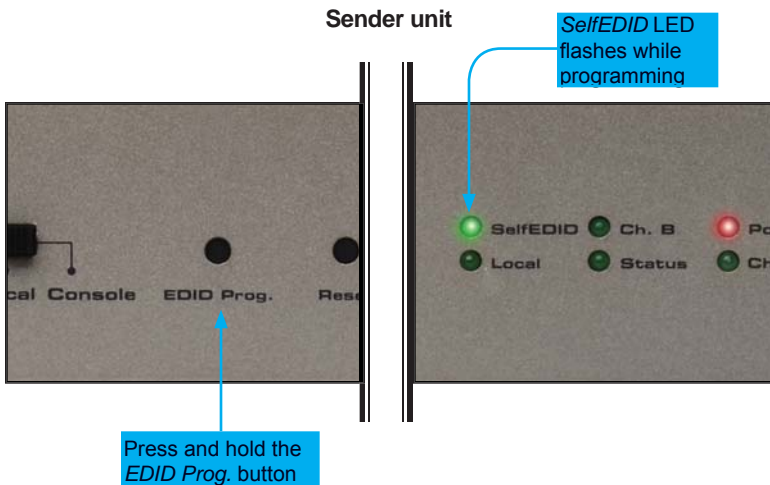 Sender unit
SelfEDID LED
flashes while
programming
SelfEDID
Ch. B
Local
Status
Console
EDID Prog.
Press and hold the
EDID Prog. button